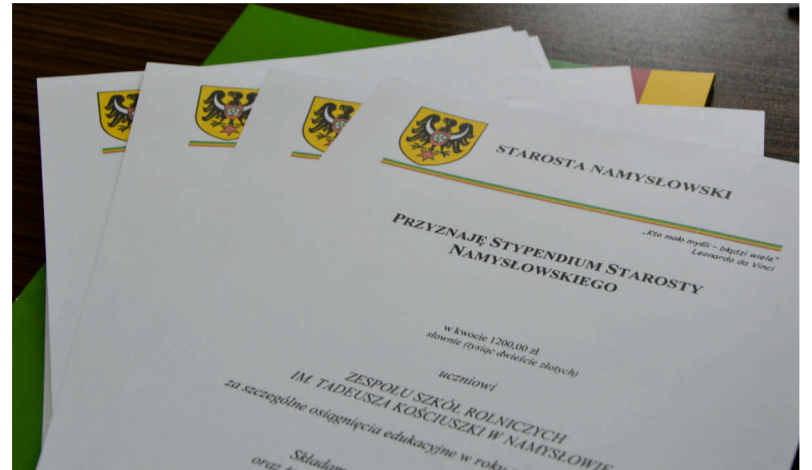 STAROSTA NAMYSŁOWSKI
„Kto mało myśli – błądzi wiele"
Leonardo da Vinci
PRZYZNAJĘ STYPENDIUM STAROSTY
NAMYSŁOWSKIEGO
w kwocie 1200,00 zł
słownie (tysiąc dwieście złotych)
uczniowi
ZESPOŁU SZKÓŁ ROLNICZYCH
IM. TADEUSZA KOŚCIUSZKI W NAMYSŁOWIE
za szczególne osiągnięcia edukacyjne w roku
oraz